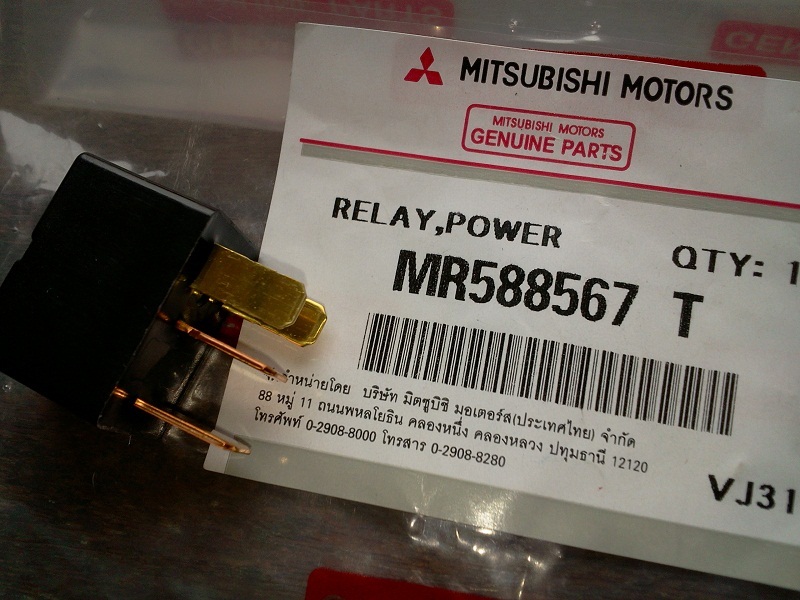 MITSUBISHI MOTORS
MITSUBISHI MOTORS
GENUINE PARTS
RELAY,POWER
QTY: 1
MR588567 T
จำหน่ายโดย บริษัท มิตซูบิชิ มอเตอร์ส(ประเทศไทย) จำกัด
88 หมู่ 11 ถนนพหลโยธิน คลองหนึ่ง คลองหลวง ปทุมธานี 12120
โทรศัพท์ 0-2908-8000 โทรสาร 0-2908-8280
VJ31